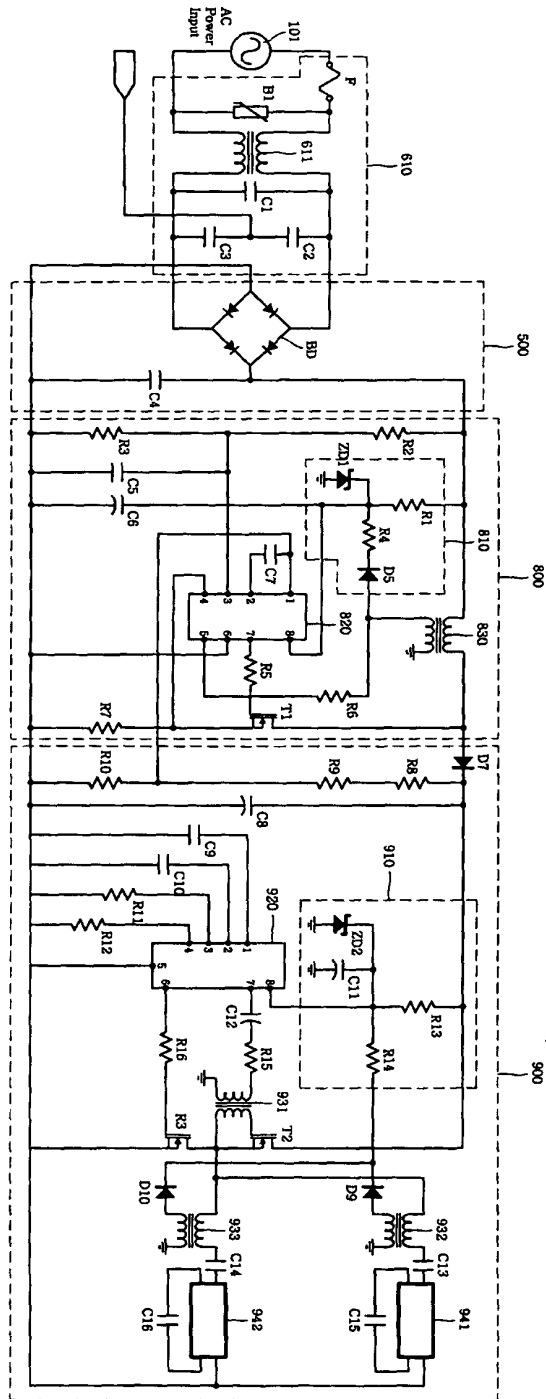 AC
Power
Input
101
F
B1
611
610
C1
C3
C2
500
BD
C4
800
R3
R2
C5
C6
ZD1
R1
R4
810
D5
C7
4
3
2
1
820
5
6
7
8
830
R5
R6
R7
T1
D7
R10
R9
R8
C8
C9
C10
R11
R12
910
920
4
3
2
1
5
6
7
8
ZD2
C11
R13
900
C12
R14
R16
R15
931
R3
T2
D10
D9
933
932
C14
C13
C16
942
C15
941